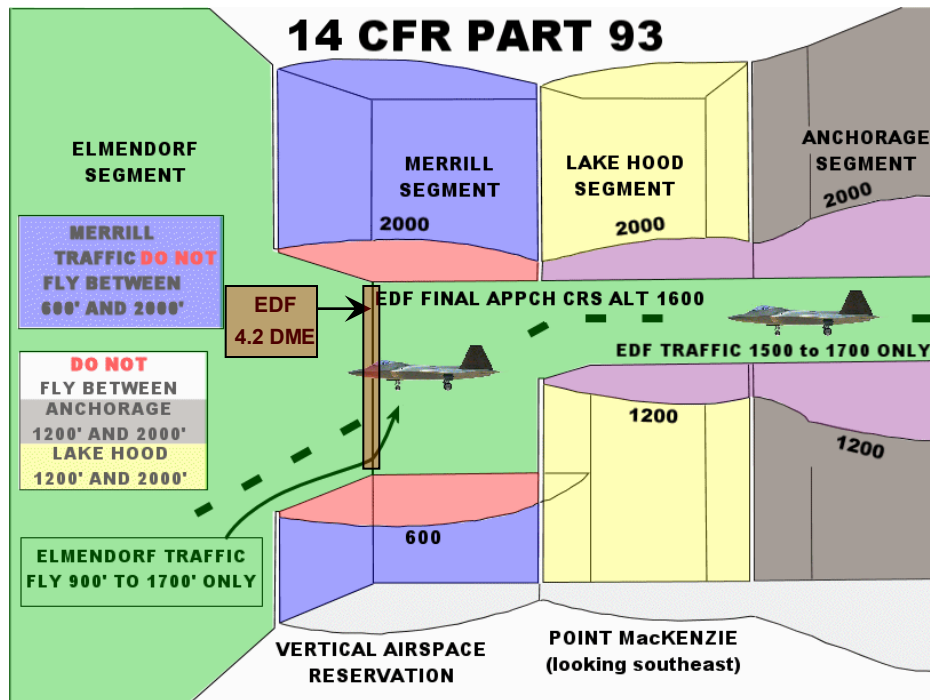 14 CFR PART 93
ELMENDORF
SEGMENT
MERRILL
SEGMENT
LAKE HOOD
SEGMENT
ANCHORAGE
SEGMENT
2000
2000
2000
MERRILL
TRAFFIC DO NOT
FLY BETWEEN
600' AND 2000'
EDF
4.2 DME
EDF FINAL APPCH CRS ALT 1600
EDF TRAFFIC 1500 to 1700 ONLY
DO NOT
FLY BETWEEN
ANCHORAGE
1200' AND 2000'
LAKE HOOD
1200' AND 2000'
1200
1200
600
ELMENDORF TRAFFIC
FLY 900' TO 1700' ONLY
VERTICAL AIRSPACE
RESERVATION
POINT MacKENZIE
(looking southeast)